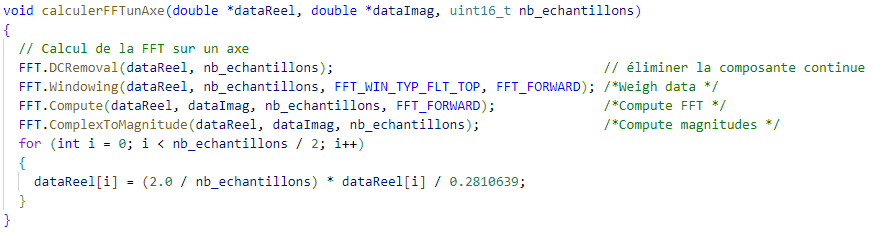 void calculerFFTunAxe(double *dataReel, double *dataImag, uint16_t nb_echantillons)
{
  // Calcul de la FFT sur un axe
  FFT.DCRemoval(dataReel, nb_echantillons);                                   // éliminer la composante continue
  FFT.Windowing(dataReel, nb_echantillons, FFT_WIN_TYP_FLT_TOP, FFT_FORWARD); /*Weigh data */
  FFT.Compute(dataReel, dataImag, nb_echantillons, FFT_FORWARD);              /*Compute FFT */
  FFT.ComplexToMagnitude(dataReel, dataImag, nb_echantillons);                /*Compute magnitudes */
  for (int i = 0; i < nb_echantillons / 2; i++)
  {
    dataReel[i] = (2.0 / nb_echantillons) * dataReel[i] / 0.2810639;
  }
}